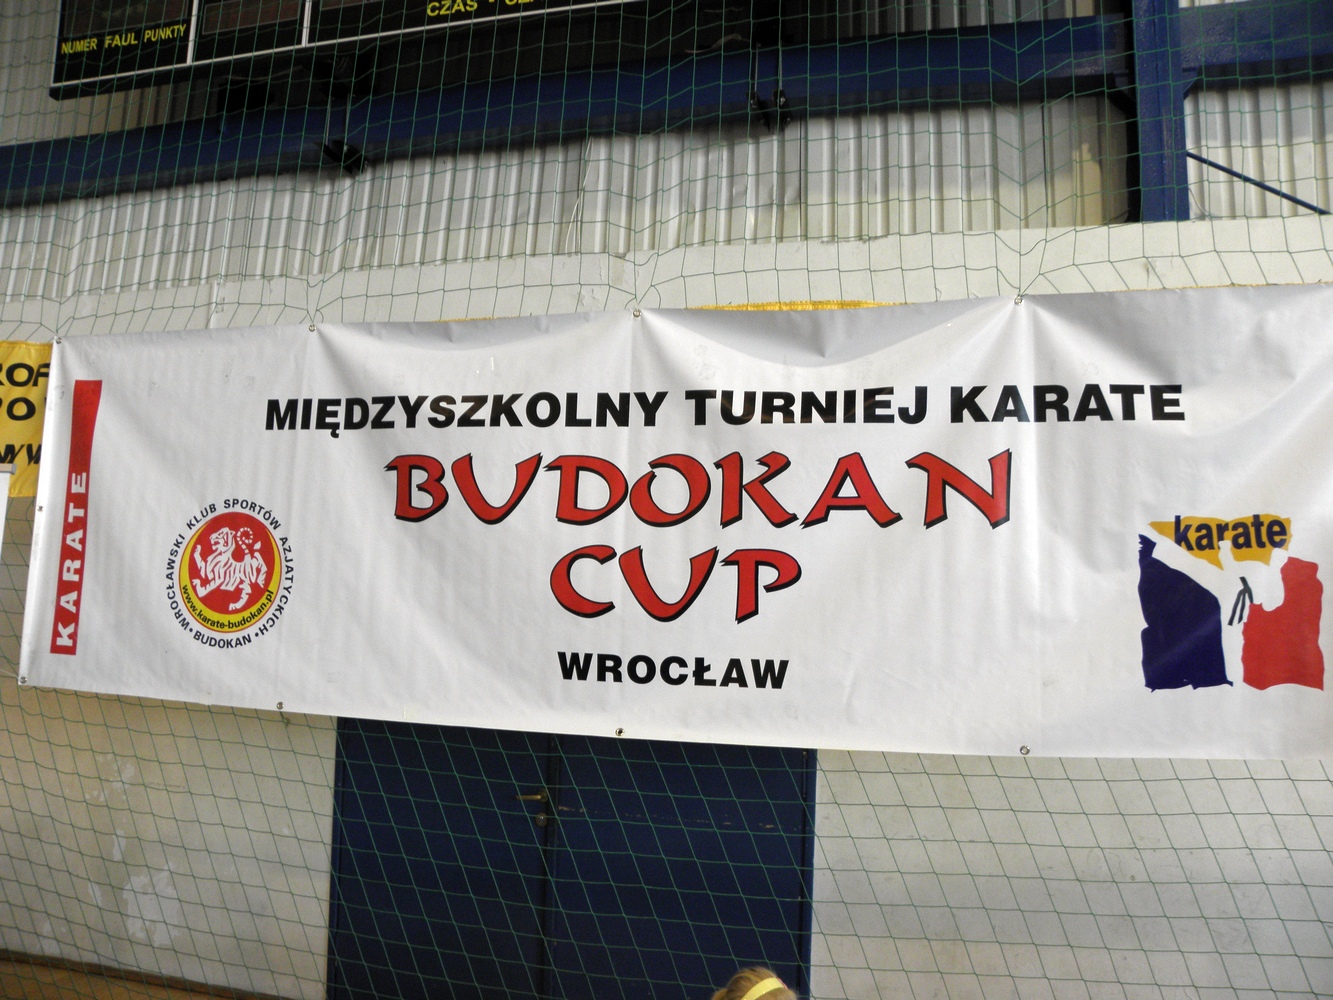 NUMER FAUL PUNKTY
CZAS
MIĘDZYSZKOLNY TURNIEJ KARATE
BUDOKAN
CUP
WROCŁAW
KARATE
WROCŁAWSKI KLUB SPORTÓW AZJATYCKICH
• BUDOKAN •
www.karate-budokan.pl
karate